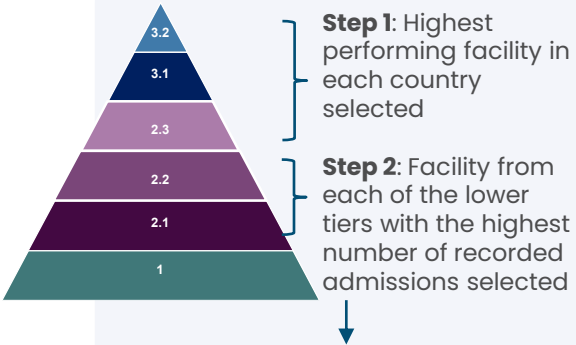 3.2
3.1
2.3
2.2
2.1
1
Step 1: Highest
performing facility in
each country
selected
Step 2: Facility from
each of the lower
tiers with the highest
number of recorded
admissions selected